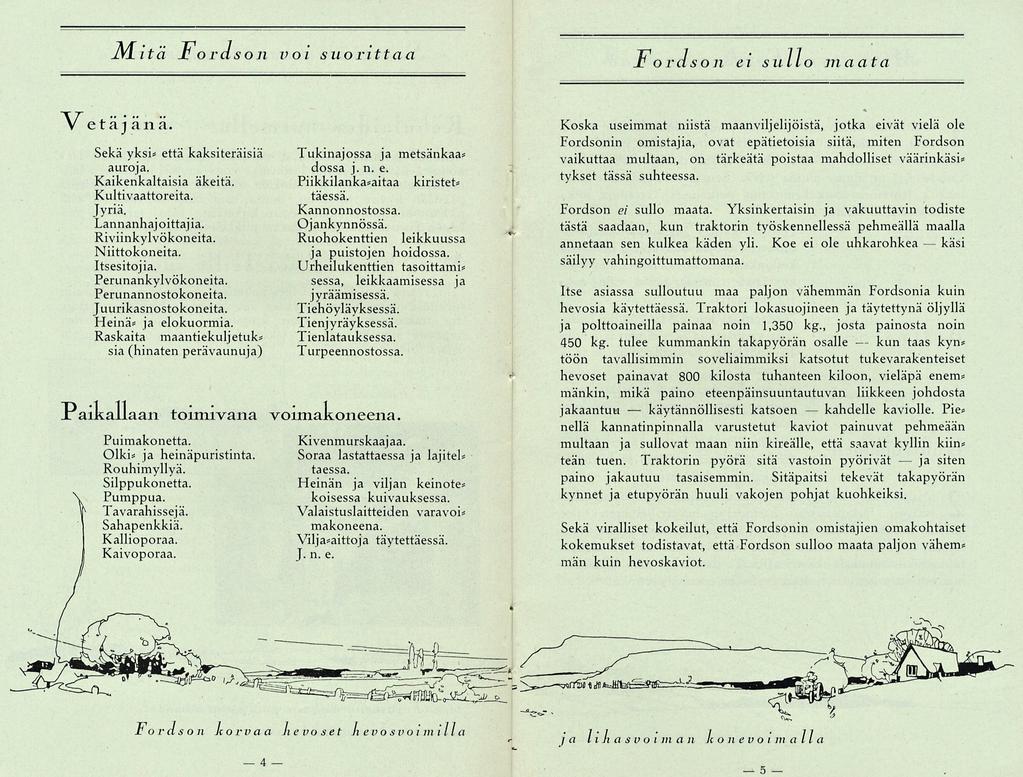 Mitä Fordson voi suorittaa
Vetäjänä.
Sekä yksi= että kaksiteräisiä
auroja.
Kaikenkaltaisia äkeitä.
Kultivaattoreita.
Jyriä.
Lannanhajoittajia.
Riviinkylvökoneita.
Niittokoneita.
Itsesitojia.
Perunankylvökoneita.
Perunannostokoneita.
Juurikasnostokoneita.
Heinä= ja elokuormia.
Raskaita maantiekuljetuk=
sia (hinaten perävaunuja)
Tukinajossa ja metsänkaa=
dossa j. n. e.
Piikkilanka=aitaa kiristet=
täessä.
Kannonnostossa.
Ojankynnössä.
Ruohokenttien leikkuussa
ja puistojen hoidossa.
Urheilukenttien tasoittami=
sessa, leikkaamisessa ja
jyräämisessä.
Tiehöyläyksessä.
Tienjyräyksessä.
Tienlatauksessa.
Turpeennostossa.
Paikallaan toimivana voimakoneena.
Puimakonetta.
Olki= ja heinäpuristinta.
Rouhimyllyä.
Silppukonetta.
Pumppua.
Tavarahissejä.
Sahapenkkiä.
Kallioporaa.
Kaivoporaa.
Kivenmurskaajaa.
Soraa lastattaessa ja lajitel=
taessa.
Heinän ja viljan keinote=
koisessa kuivauksessa.
Valaistuslaitteiden varavoi=
makoneena.
Vilja=aittoja täytettäessä.
J. n. e.
Fordson korvaa hevoset hevosvoimilla
— 4 —
Fordson ei sullo maata
Koska useimmat niistä maanviljelijöistä, jotka eivät vielä ole
Fordsonin omistajia, ovat epätietoisia siitä, miten Fordson
vaikuttaa multaan, on tärkeätä poistaa mahdolliset väärinkäsi=
tykset tässä suhteessa.
Fordson ei sullo maata. Yksinkertaisin ja vakuuttavin todiste
tästä saadaan, kun traktorin työskennellessä pehmeällä maalla
annetaan sen kulkea käden yli. Koe ei ole uhkarohkea — käsi
säilyy vahingoittumattomana.
Itse asiassa sulloutuu maa paljon vähemmän Fordsonia kuin
hevosia käytettäessä. Traktori lokasuojineen ja täytettynä öljyllä
ja polttoaineilla painaa noin 1,350 kg., josta painosta noin
450 kg. tulee kummankin takapyörän osalle — kun taas kyn=
töön tavallisimmin soveliaimmiksi katsotut tukevarakenteiset
hevoset painavat 800 kilosta tuhanteen kiloon, vieläpä enem=
mänkin, mikä paino eteenpäinsuuntautuvan liikkeen johdosta
jakaantuu — käytännöllisesti katsoen — kahdelle kaviolle. Pie=
nellä kannatinpinnalla varustetut kaviot painuvat pehmeään
multaan ja sullovat maan niin kireälle, että saavat kyllin kiin=
teän tuen. Traktorin pyörä sitä vastoin pyörivät — ja siten
paino jakautuu tasaisemmin. Sitäpaitsi tekevät takapyörän
kynnet ja etupyörän huuli vakojen pohjat kuohkeiksi.
Sekä viralliset kokeilut, että Fordsonin omistajien omakohtaiset
kokemukset todistavat, että Fordson sulloo maata paljon vähem=
män kuin hevoskaviot.
ja lihasvoiman konevoimalla
— 5 —